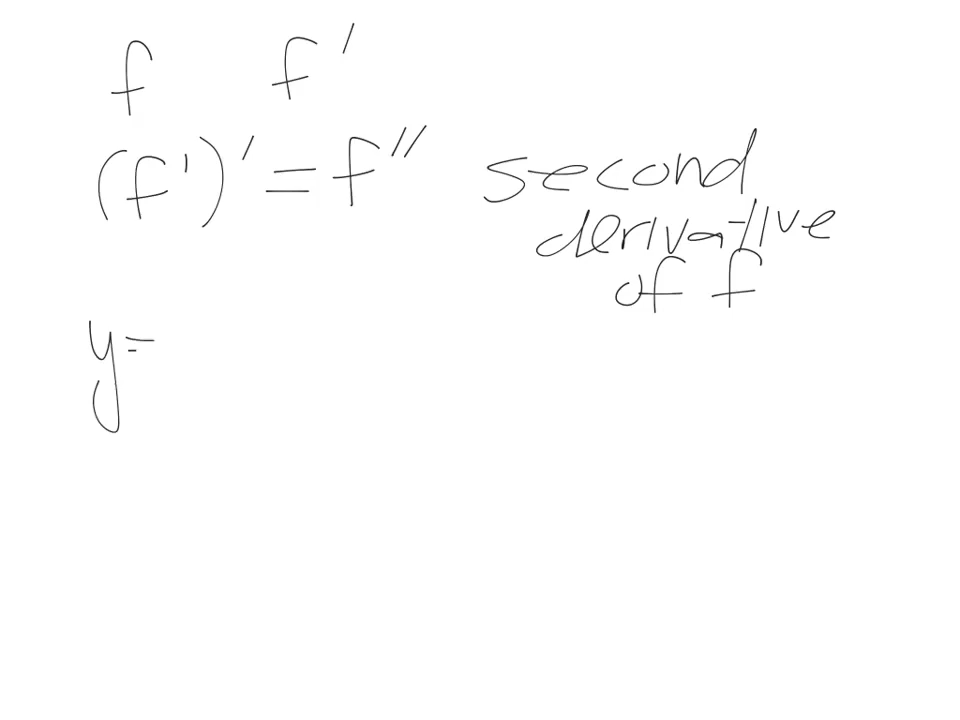 f f'
(f')' = f'' second
derivative
of f
y=